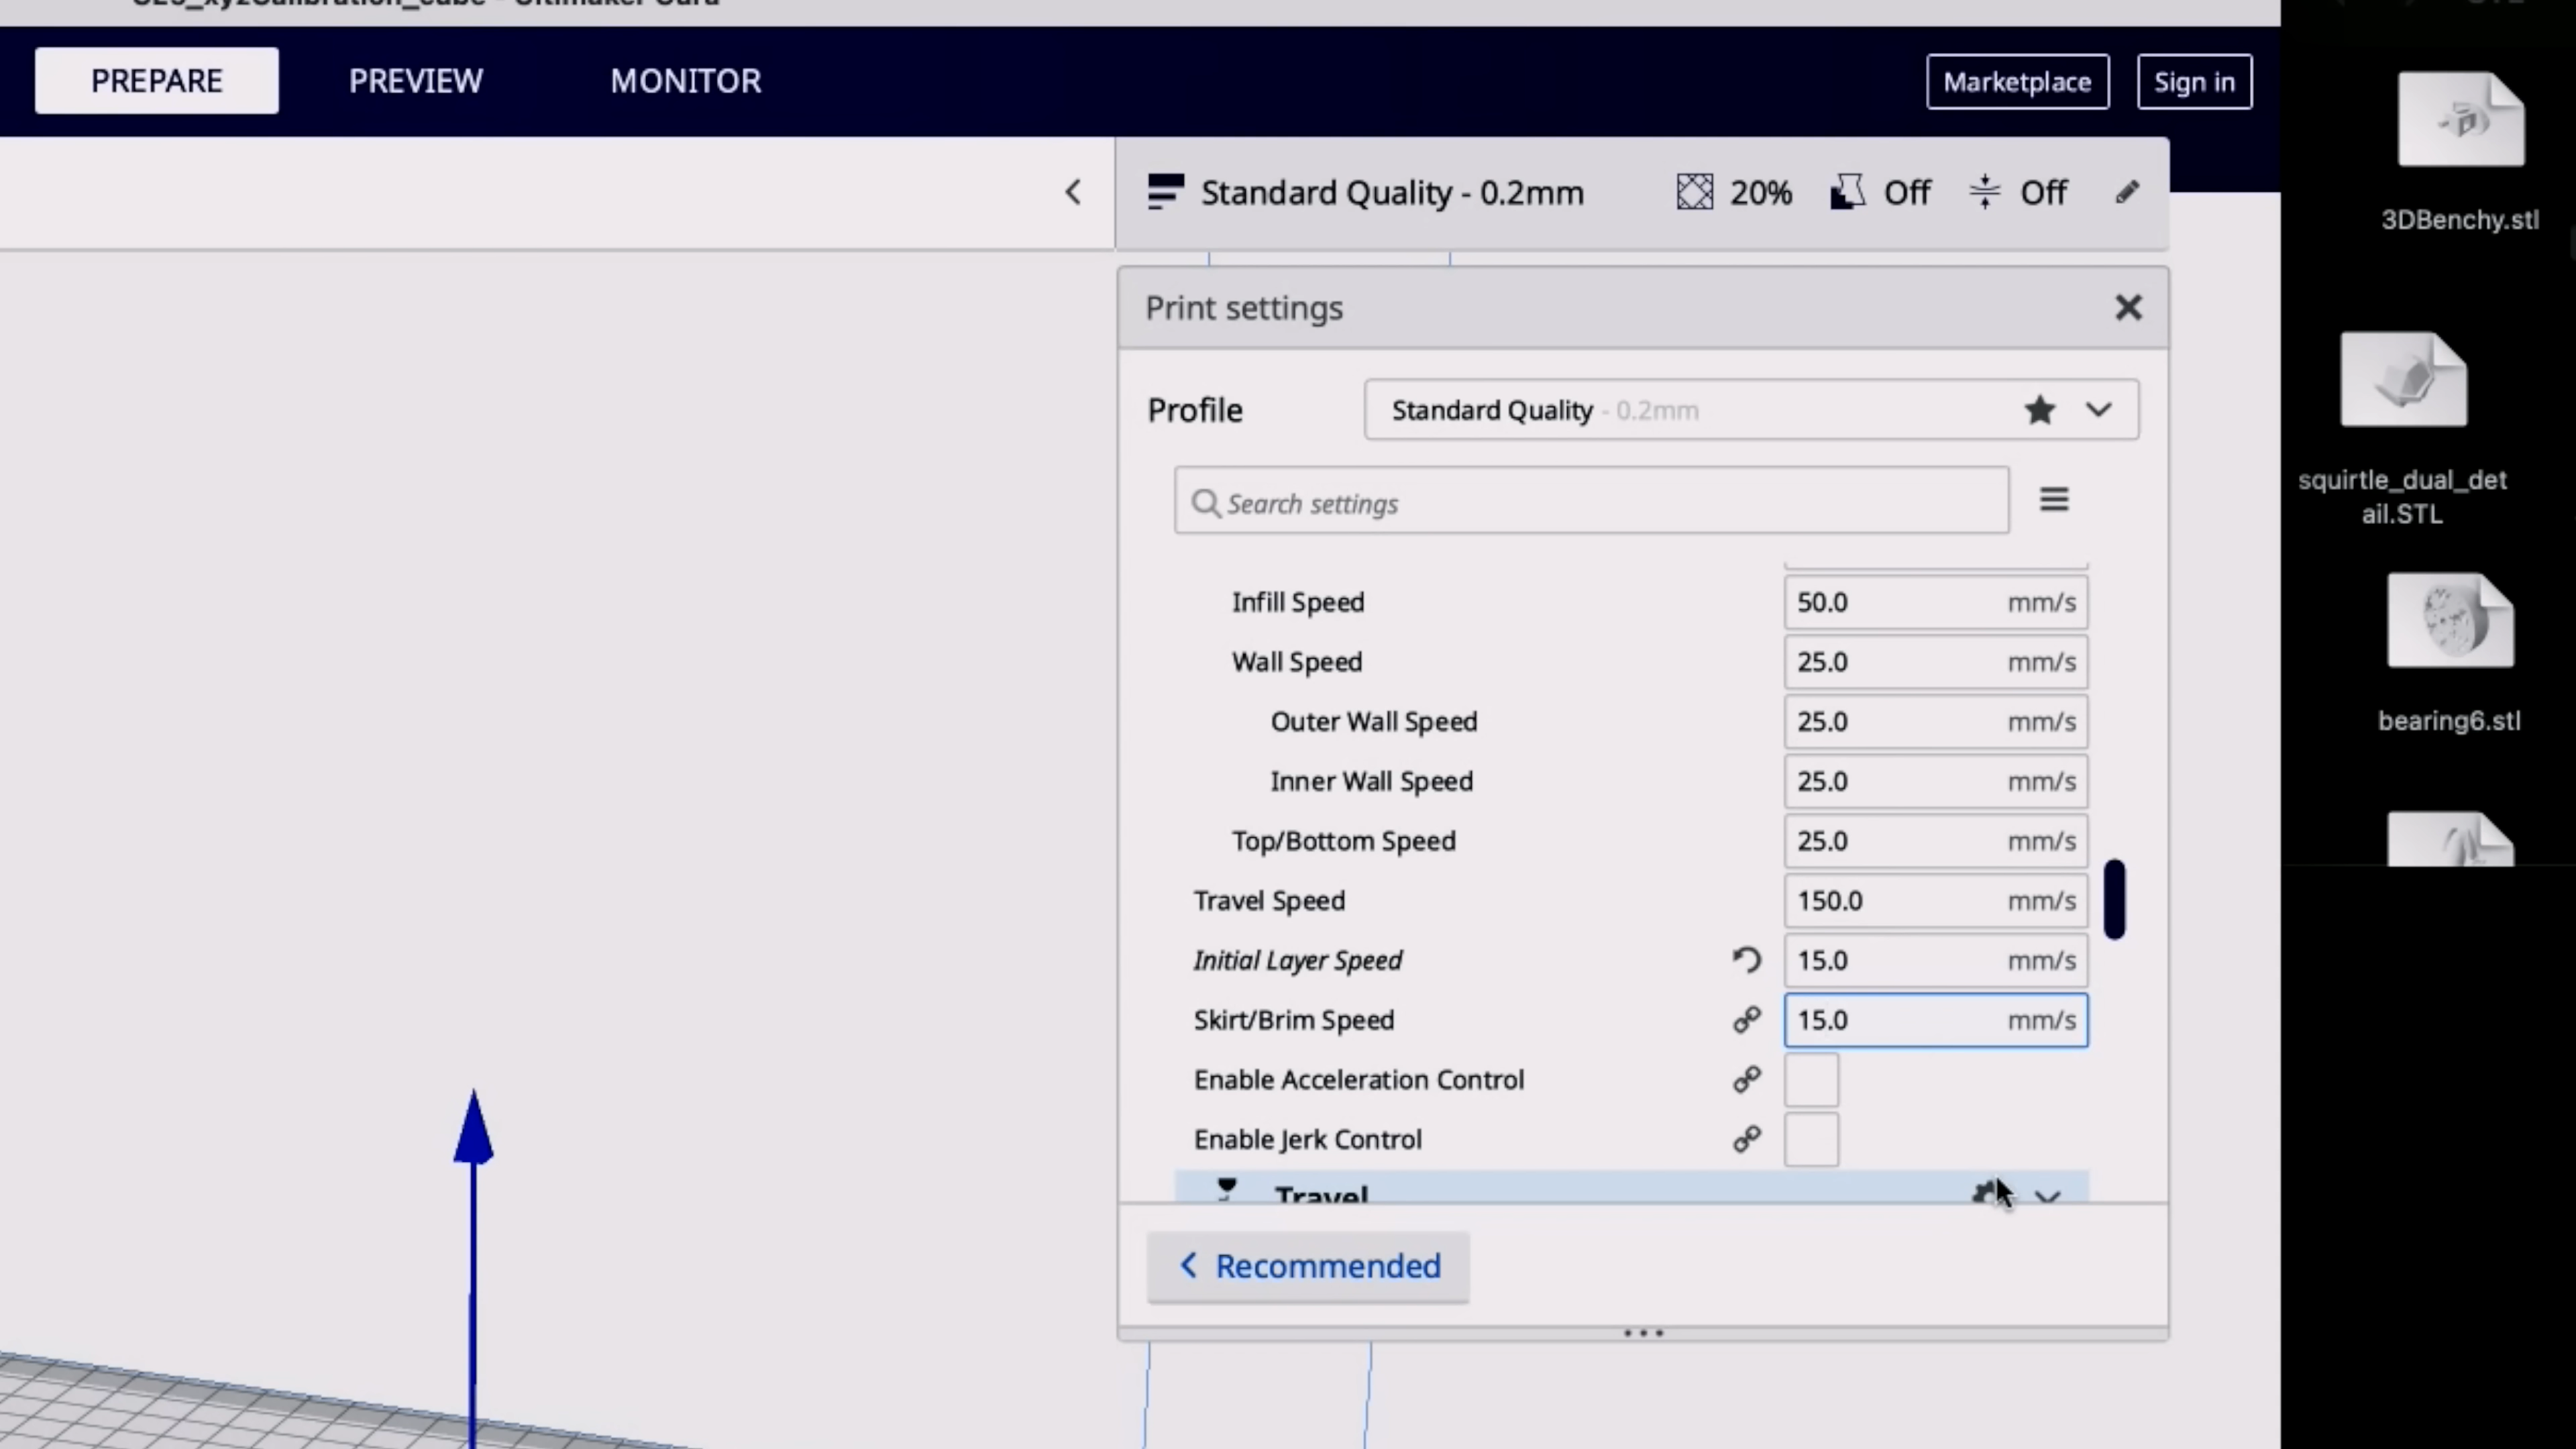 PREPARE PREVIEW MONITOR Marketplace Sign in
Standard Quality - 0.2mm 20% Off Off
Print settings
Profile Standard Quality - 0.2mm
Search settings
Infill Speed 50.0 mm/s
Wall Speed 25.0 mm/s
Outer Wall Speed 25.0 mm/s
Inner Wall Speed 25.0 mm/s
Top/Bottom Speed 25.0 mm/s
Travel Speed 150.0 mm/s
Initial Layer Speed 15.0 mm/s
Skirt/Brim Speed 15.0 mm/s
Enable Acceleration Control
Enable Jerk Control
Travel
Recommended
3DBenchy.stl
squirtle_dual_det
ail.STL
bearing6.stl